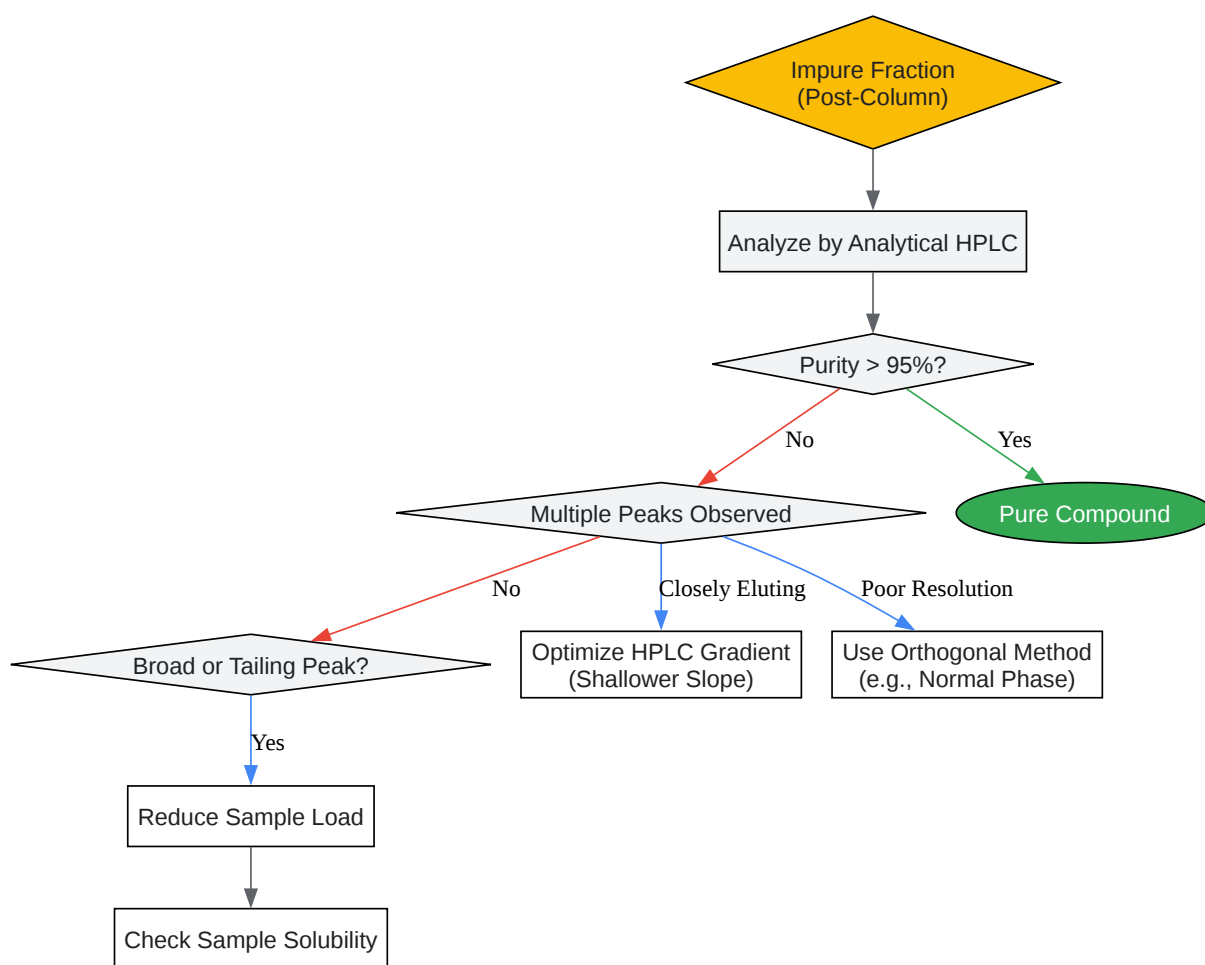 Impure Fraction
(Post-Column)
Analyze by Analytical HPLC
Purity > 95%?
No
Yes
Multiple Peaks Observed
Pure Compound
No
Closely Eluting
Poor Resolution
Broad or Tailing Peak?
Optimize HPLC Gradient
(Shallower Slope)
Use Orthogonal Method
(e.g., Normal Phase)
Yes
Reduce Sample Load
Check Sample Solubility